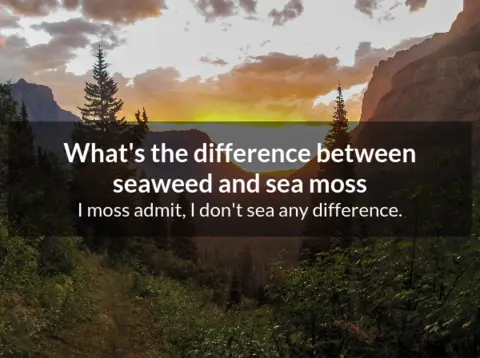 What's the difference between
seaweed and sea moss
I moss admit, I don't sea any difference.